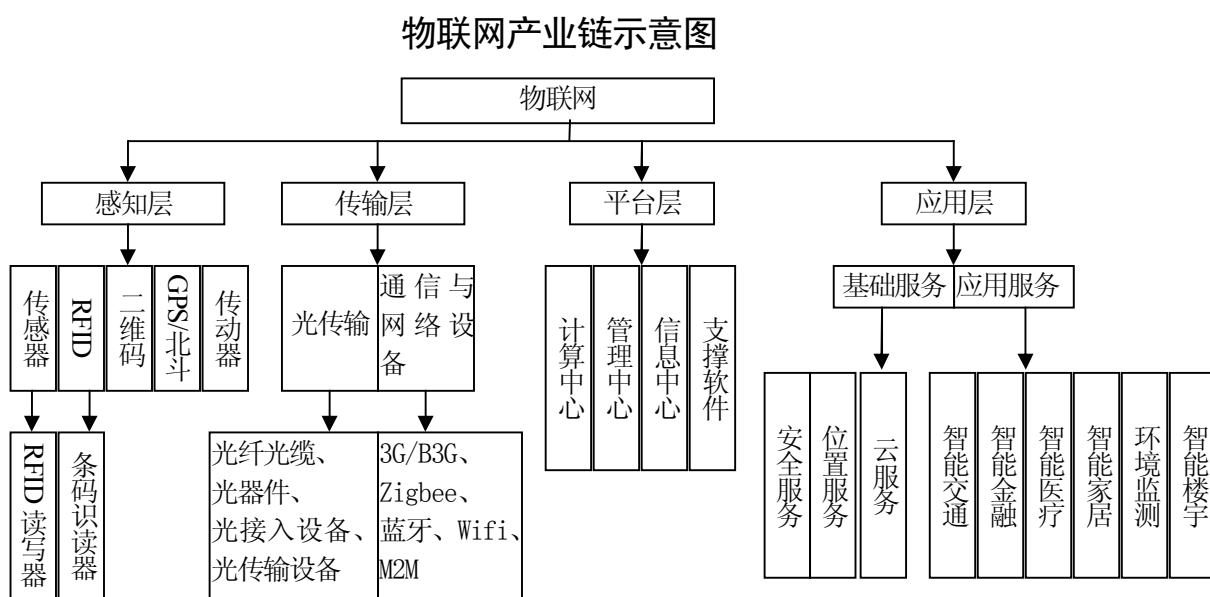 物联网产业链示意图
物联网
感知层
传输层
平台层
应用层
传感器
RFID
二维码
GPS/北斗
传动器
光传输
通信与
网络设
备
计算中心
管理中心
信息中心
支撑软件
基础服务
应用服务
RFID读写器
条码识读器
光纤光缆、
光器件、
光接入设备、
光传输设备
3G/B3G、
Zigbee、
蓝牙、Wifi、
M2M
安全服务
位置服务
云服务
智能交通
智能金融
智能医疗
智能家居
环境监测
智能楼宇